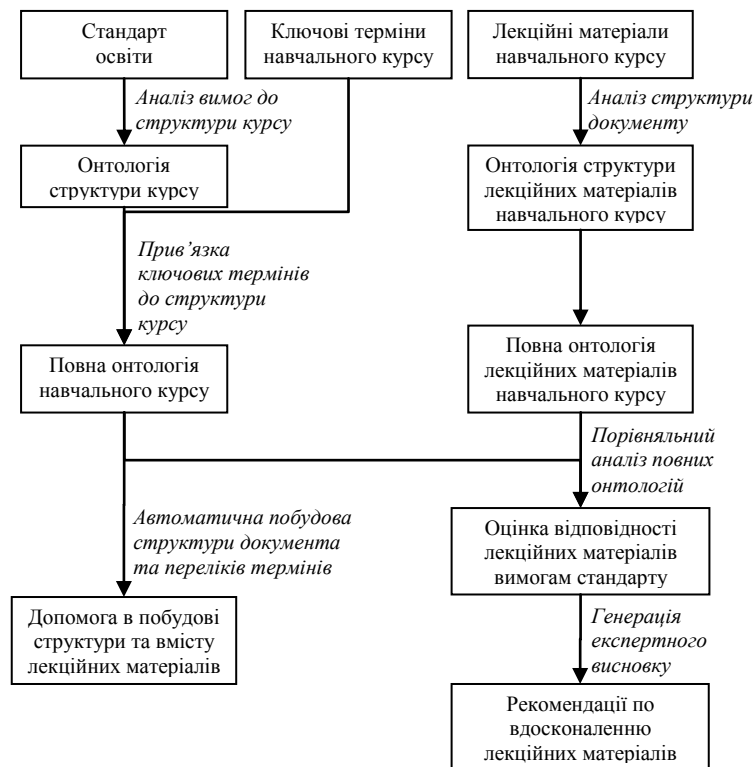 Стандарт
освіти
Ключові терміни
навчального курсу
Лекційні матеріали
навчального курсу
Аналіз вимог до
структури курсу
Аналіз структури
документу
Онтологія
структури курсу
Онтологія структури
лекційних матеріалів
навчального курсу
Прив’язка
ключових термінів
до структури
курсу
Повна онтологія
навчального курсу
Повна онтологія
лекційних матеріалів
навчального курсу
Порівняльний
аналіз повних
онтологій
Автоматична побудова
структури документа
та переліків термінів
Оцінка відповідності
лекційних матеріалів
вимогам стандарту
Допомога в побудові
структури та вмісту
лекційних матеріалів
Генерація
експертного
висновку
Рекомендації по
вдосконаленню
лекційних матеріалів